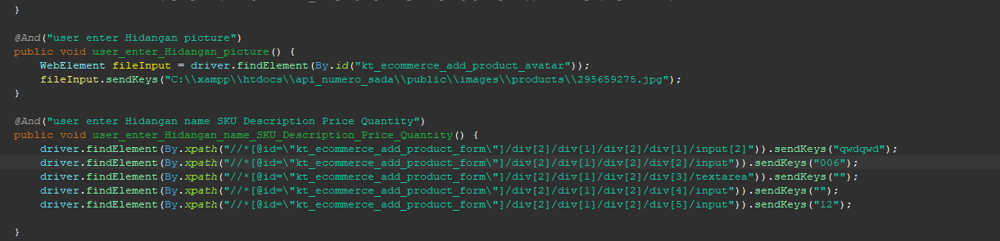 }
@And("user enter Hidangan picture")
public void user_enter_Hidangan_picture() {
WebElement fileInput = driver.findElement(By.id("kt_ecommerce_add_product_avatar"));
fileInput.sendKeys("C:\\xampp\\htdocs\\api_numero_sada\\public\\images\\products\\295659275.jpg");
}
@And("user enter Hidangan name SKU Description Price Quantity")
public void user_enter_Hidangan_name_SKU_Description_Price_Quantity() {
driver.findElement(By.xpath("//*[@id=\"kt_ecommerce_add_product_form\"]/div[2]/div[1]/div[2]/div[1]/input[2]")).sendKeys("qwdqwd");
driver.findElement(By.xpath("//*[@id=\"kt_ecommerce_add_product_form\"]/div[2]/div[1]/div[2]/div[2]/input")).sendKeys("006");
driver.findElement(By.xpath("//*[@id=\"kt_ecommerce_add_product_form\"]/div[2]/div[1]/div[2]/div[3]/textarea")).sendKeys("");
driver.findElement(By.xpath("//*[@id=\"kt_ecommerce_add_product_form\"]/div[2]/div[1]/div[2]/div[4]/input")).sendKeys("");
driver.findElement(By.xpath("//*[@id=\"kt_ecommerce_add_product_form\"]/div[2]/div[1]/div[2]/div[5]/input")).sendKeys("12");
}